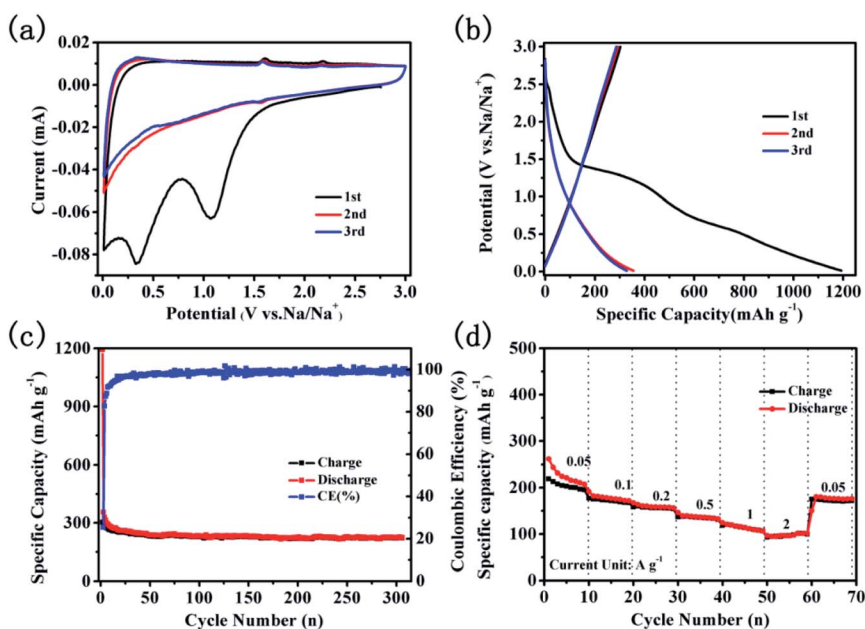 (a)
0.02
0.00
-0.02
-0.04
-0.06
-0.08
Current (mA)
1st
2nd
3rd
0.0 0.5 1.0 1.5 2.0 2.5 3.0
Potential (V vs.Na/Na+)
(b)
3.0
2.5
2.0
1.5
1.0
0.5
0.0
Potential (V vs.Na/Na+)
1st
2nd
3rd
0 200 400 600 800 1000 1200
Specific Capacity(mAh g-1)
(c)
1200
900
600
300
0
Specific Capacity (mAh g-1)
Charge
Discharge
CE(%)
100
80
60
40
20
0
Coulombic Efficiency (%)
0 50 100 150 200 250 300
Cycle Number (n)
(d)
500
400
300
200
100
0
Specific capacity (mAh g-1)
Charge
Discharge
0.05
0.1
0.2
0.5
1
2
0.05
Current Unit: A g-1
0 10 20 30 40 50 60 70
Cycle Number (n)